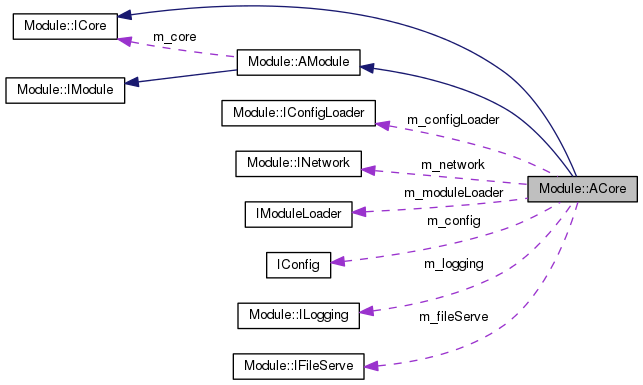 Module::ICore
m_core
Module::AModule
Module::IModule
Module::IConfigLoader
m_configLoader
Module::INetwork
m_network
Module::ACore
m_moduleLoader
IModuleLoader
m_config
IConfig
m_logging
Module::ILogging
m_fileServe
Module::IFileServe